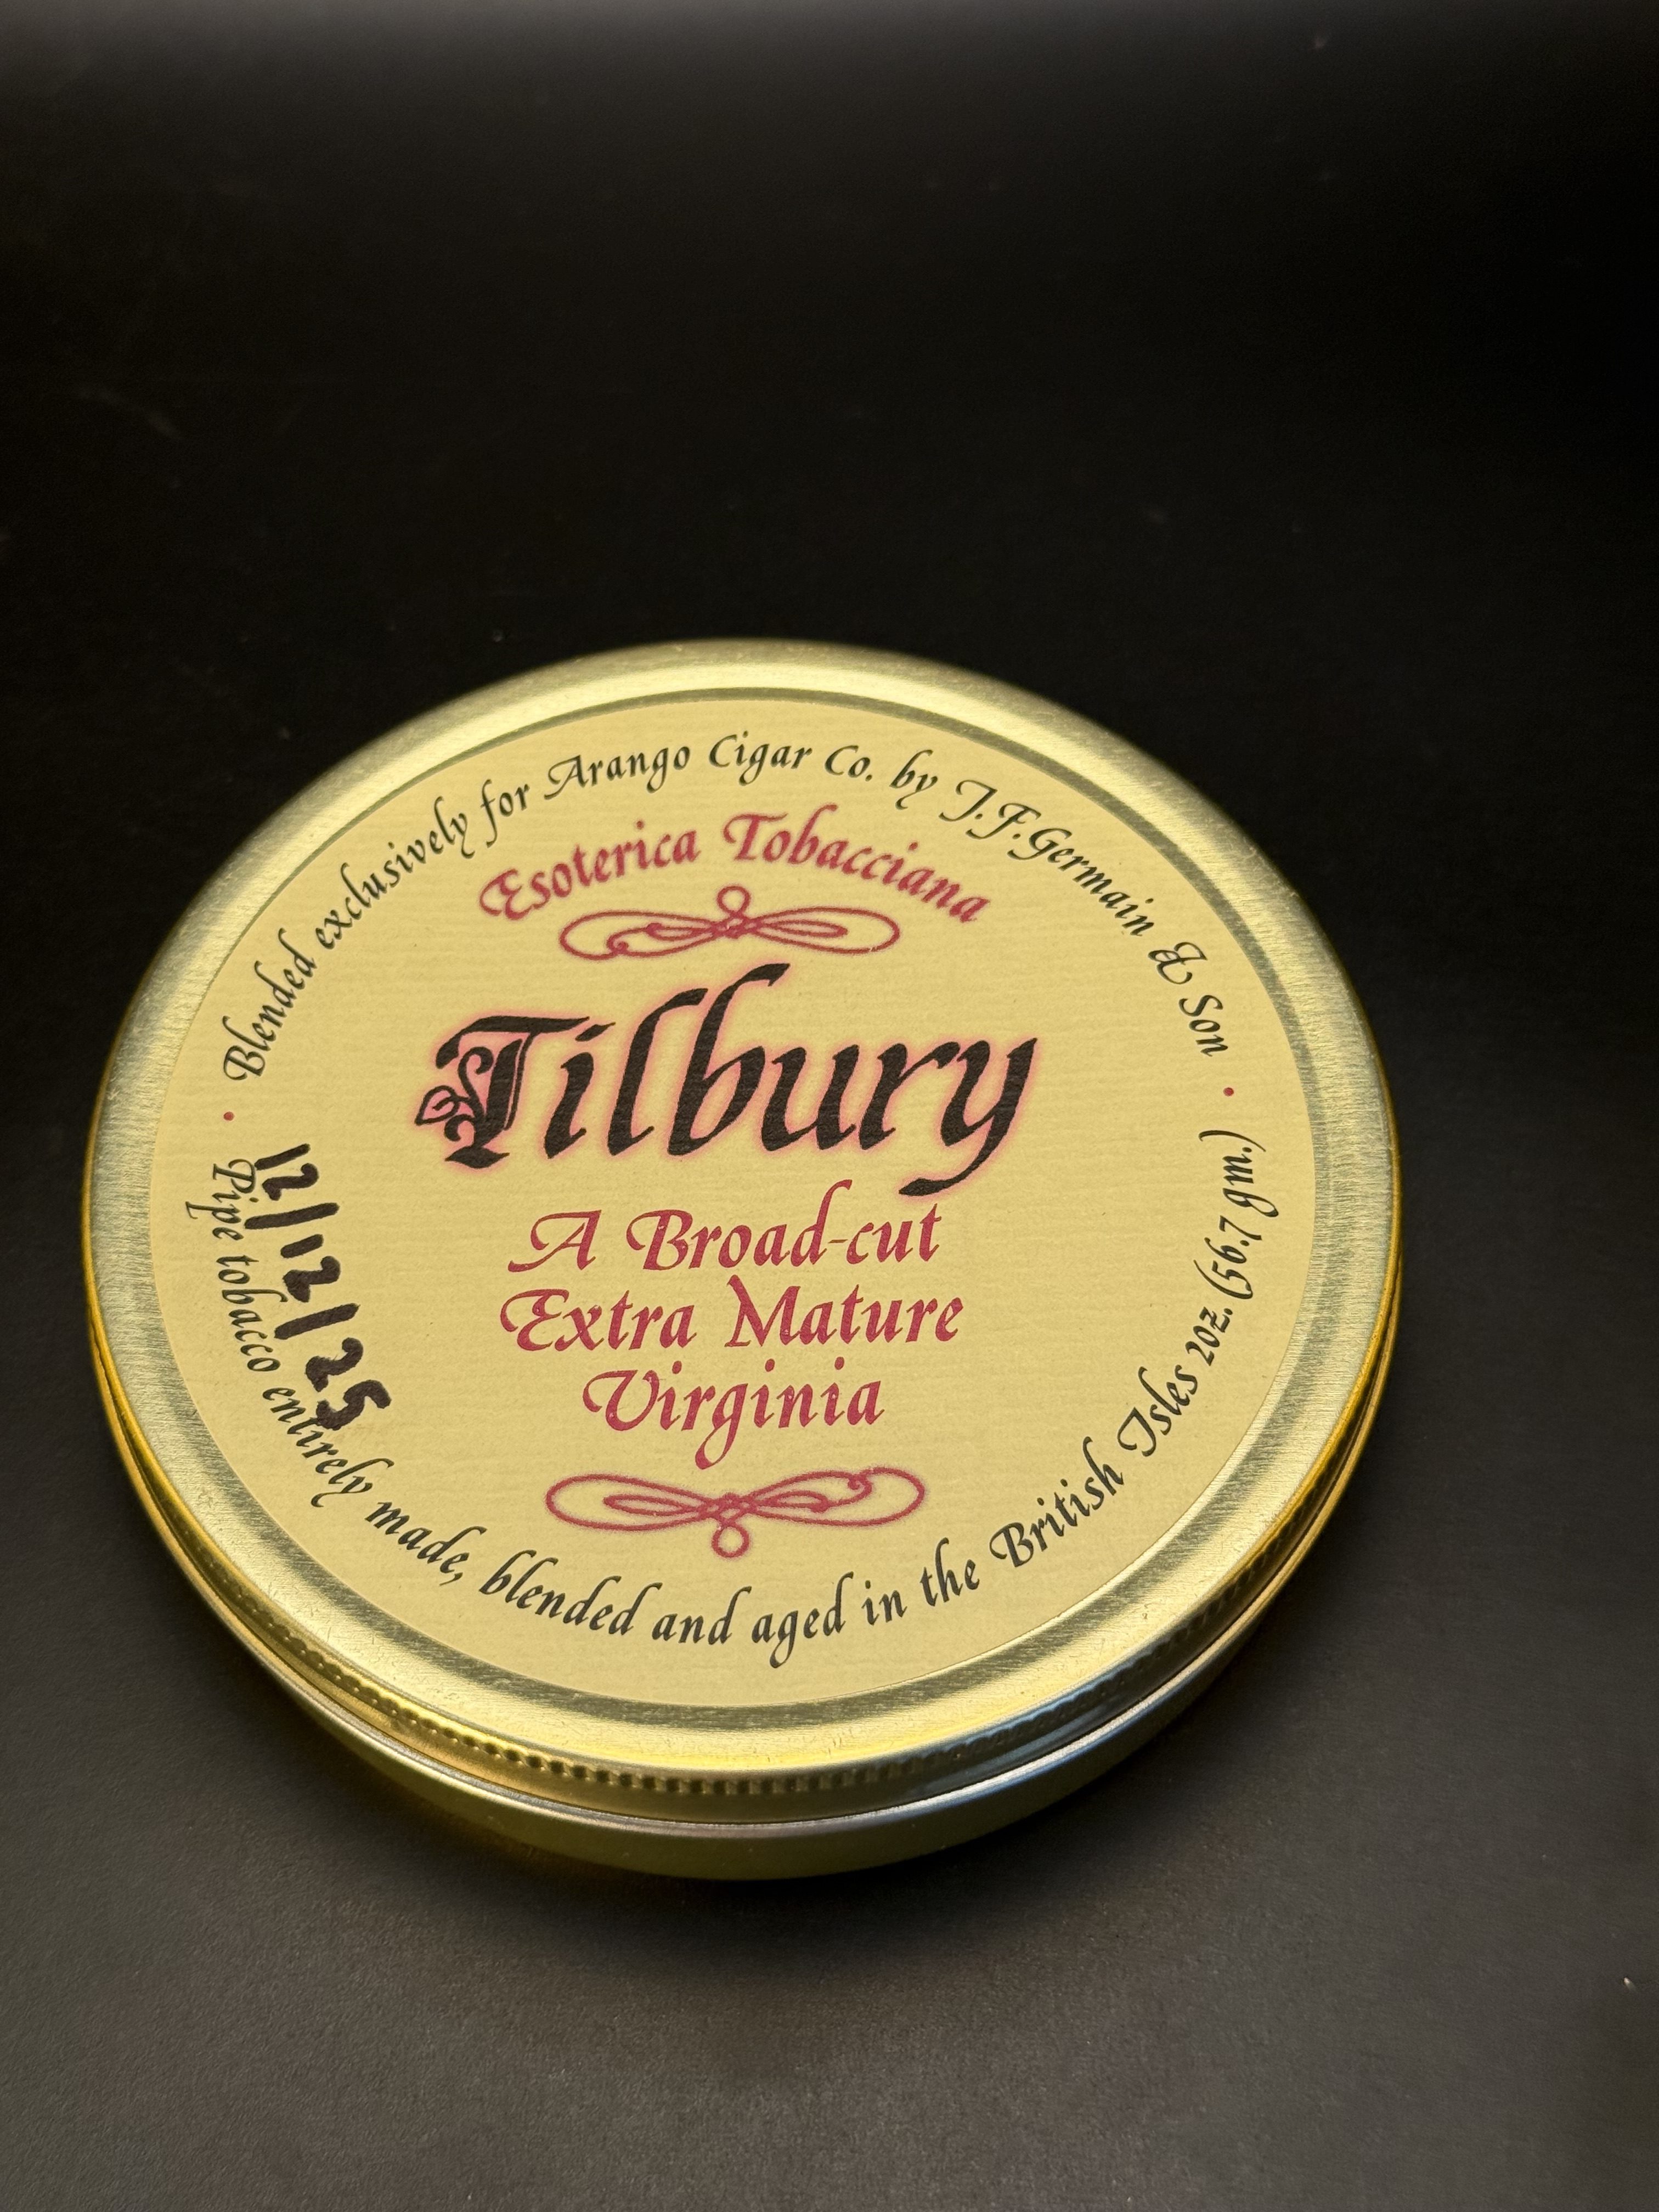 Blended exclusively for Arango Cigar Co. by J.F.Germain & Son
Esoterica Tobacciana
Tilbury
A Broad-cut
Extra Mature
Virginia
12/12/25
Pipe tobacco entirely made, blended and aged in the British Isles 2oz. (56.7 gm.)